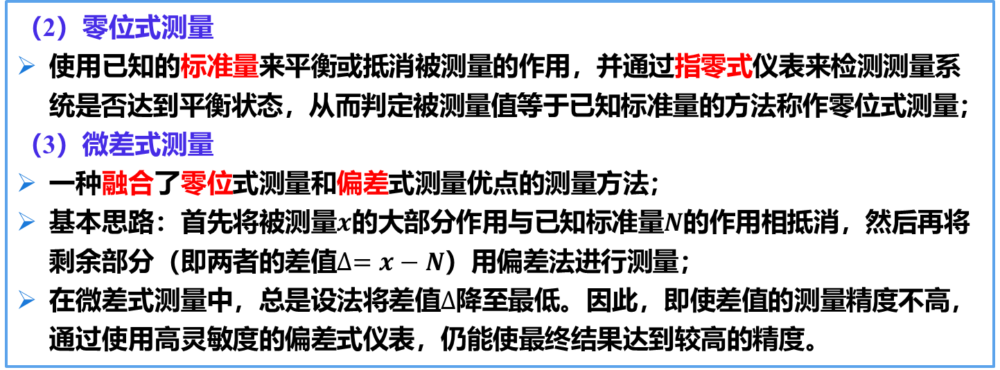 （2）零位式测量
➢ 使用已知的标准量来平衡或抵消被测量的作用，并通过指零式仪表来检测测量系
统是否达到平衡状态，从而判定被测量值等于已知标准量的方法称作零位式测量；
（3）微差式测量
➢ 一种融合了零位式测量和偏差式测量优点的测量方法；
➢ 基本思路：首先将被测量x的大部分作用与已知标准量N的作用相抵消，然后再将
剩余部分（即两者的差值Δ= x − N）用偏差法进行测量；
➢ 在微差式测量中，总是设法将差值Δ降至最低。因此，即使差值的测量精度不高，
通过使用高灵敏度的偏差式仪表，仍能使最终结果达到较高的精度。